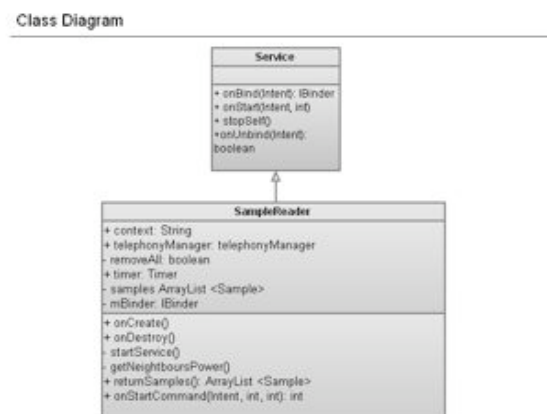 Class Diagram
Service
+ onBind(Intent): IBinder
+ onStart(Intent, int)
+ stopSelf()
+onUnbind(Intent):
boolean
SampleReader
+ context: String
+ telephonyManager: telephonyManager
- removeAll: boolean
+ timer: Timer
- samples ArrayList <Sample>
- mBinder: IBinder
+ onCreate()
+ onDestroy()
- startService()
- getNeightboursPower()
+ returnSamples(): ArrayList <Sample>
+ onStartCommand(Intent, int, int): int